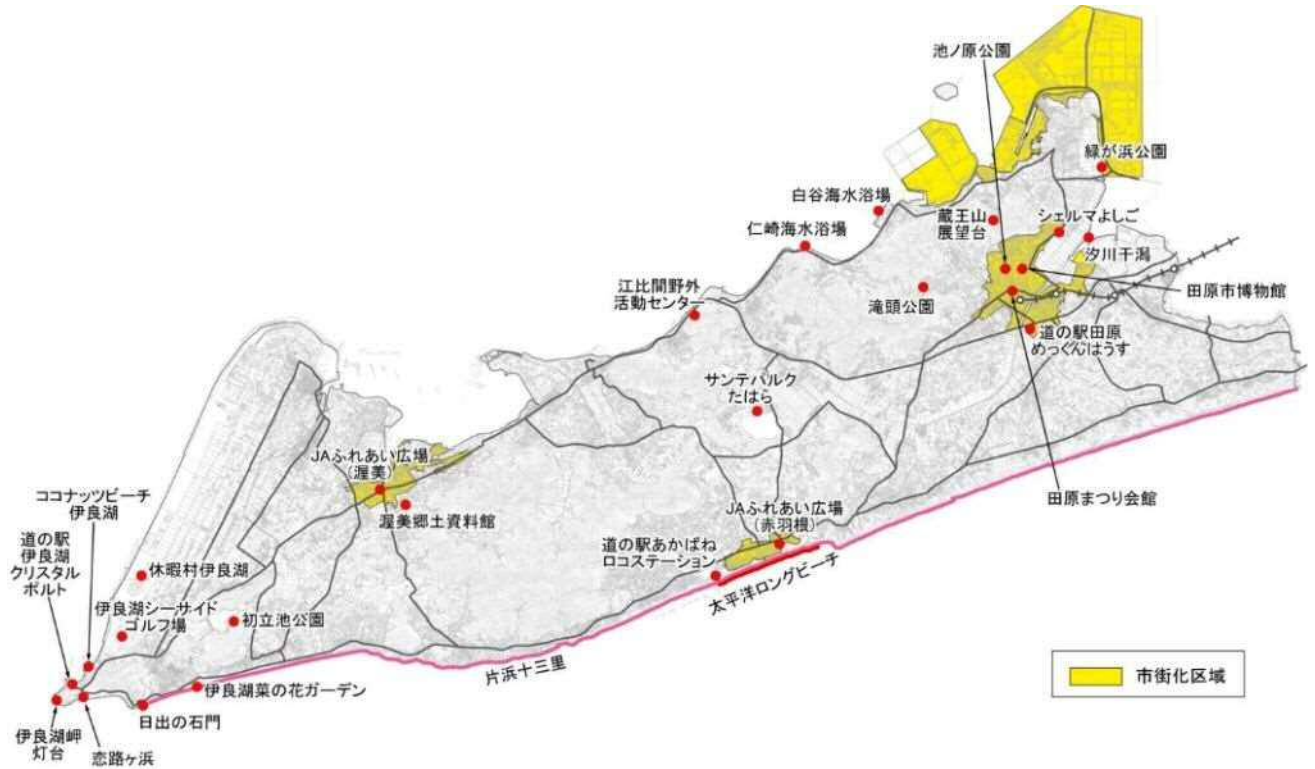 池ノ原公園
緑が浜公園
白谷海水浴場
蔵王山
展望台
シェルマよしご
仁崎海水浴場
汐川干潟
江比間野外
活動センター
滝頭公園
田原市博物館
道の駅田原
めっくんはうす
サンテパルク
たはら
JAふれあい広場
(渥美)
ココナッツビーチ
伊良湖
渥美郷土資料館
JAふれあい広場
(赤羽根)
田原まつり会館
道の駅
伊良湖
クリスタル
ポルト
道の駅あかばね
ロコステーション
休暇村伊良湖
太平洋ロングビーチ
伊良湖シーサイド
ゴルフ場
初立池公園
片浜十三里
市街化区域
伊良湖菜の花ガーデン
日出の石門
伊良湖岬
灯台
恋路ヶ浜